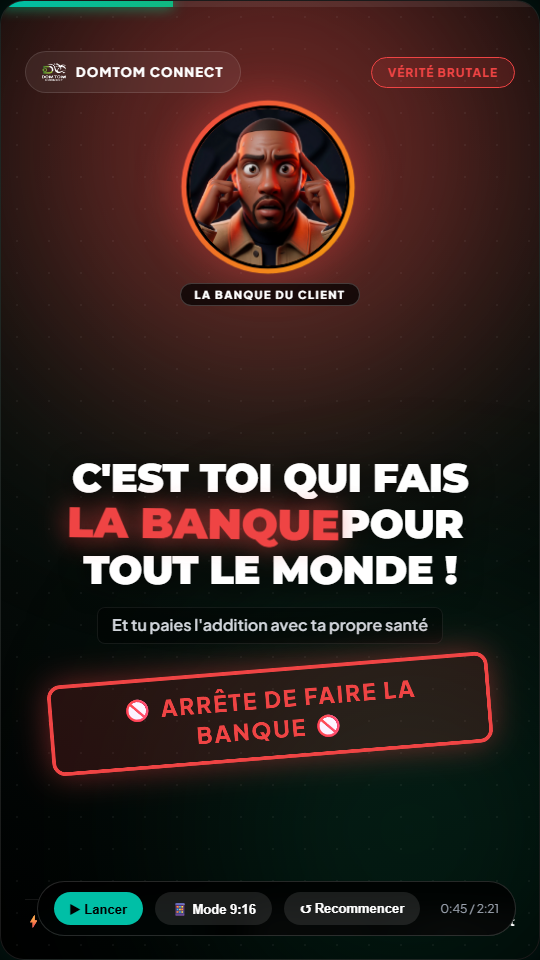 DOMTOM CONNECT
VÉRITÉ BRUTALE
LA BANQUE DU CLIENT
C'EST TOI QUI FAIS
LA BANQUEPOUR
TOUT LE MONDE !
Et tu paies l'addition avec ta propre santé
🚫 ARRÊTE DE FAIRE LA
BANQUE 🚫
▶ Lancer
Mode 9:16
↺ Recommencer
0:45 / 2:21